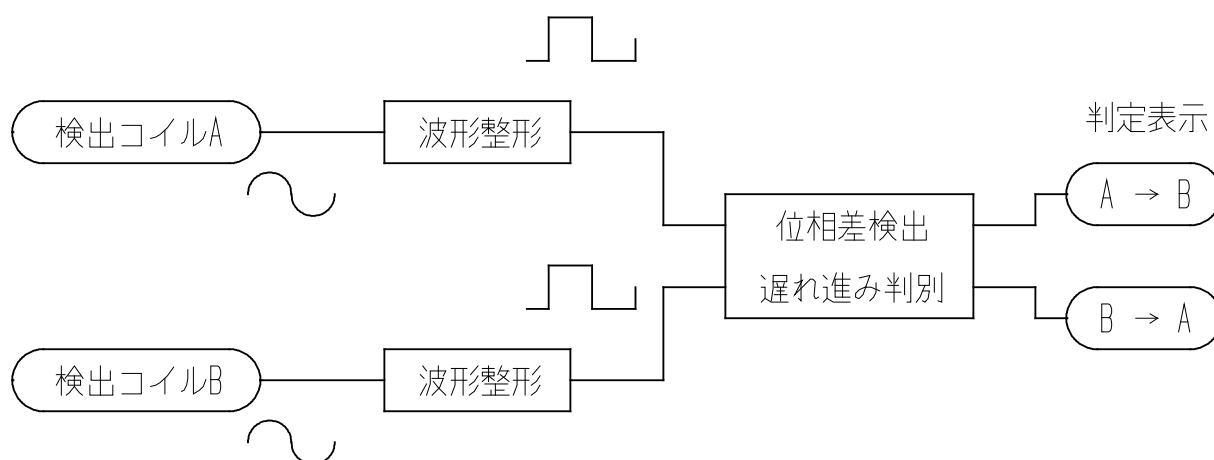 検出コイルA
波形整形
判定表示
A → B
位相差検出
遅れ進み判別
B → A
検出コイルB
波形整形